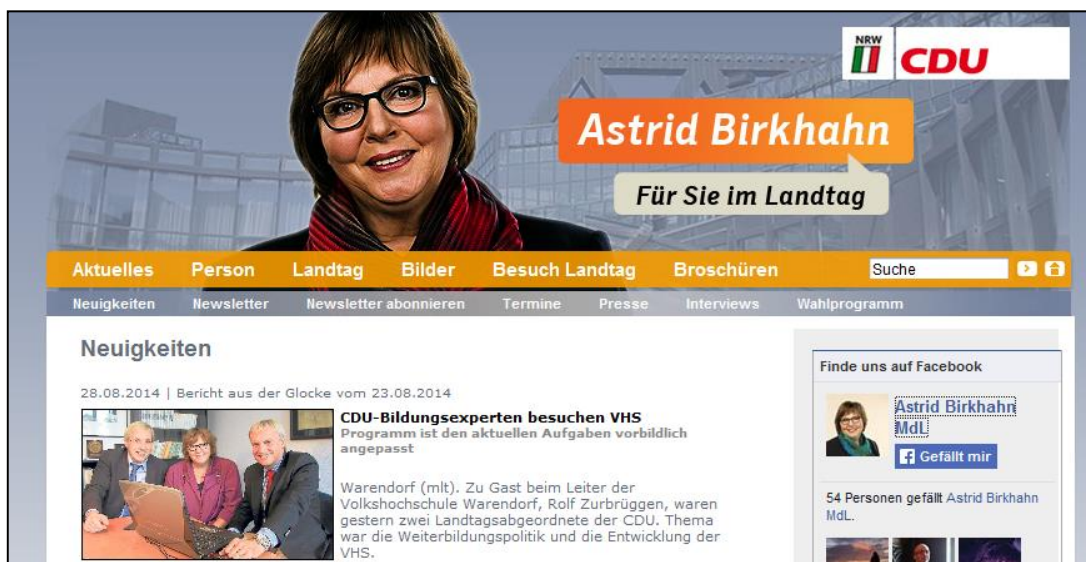 NRW
CDU
Astrid Birkhahn
Für Sie im Landtag
Aktuelles Person Landtag Bilder Besuch Landtag Broschüren Suche
Neuigkeiten Newsletter Newsletter abonnieren Termine Presse Interviews Wahlprogramm
Neuigkeiten
28.08.2014 | Bericht aus der Glocke vom 23.08.2014
CDU-Bildungsexperten besuchen VHS
Programm ist den aktuellen Aufgaben vorbildlich
angepasst
Warendorf (mlt). Zu Gast beim Leiter der
Volkshochschule Warendorf, Rolf Zurbrüggen, waren
gestern zwei Landtagsabgeordnete der CDU. Thema
war die Weiterbildungspolitik und die Entwicklung der
VHS.
Finde uns auf Facebook
Astrid Birkhahn
MdL
Gefällt mir
54 Personen gefällt Astrid Birkhahn
MdL.